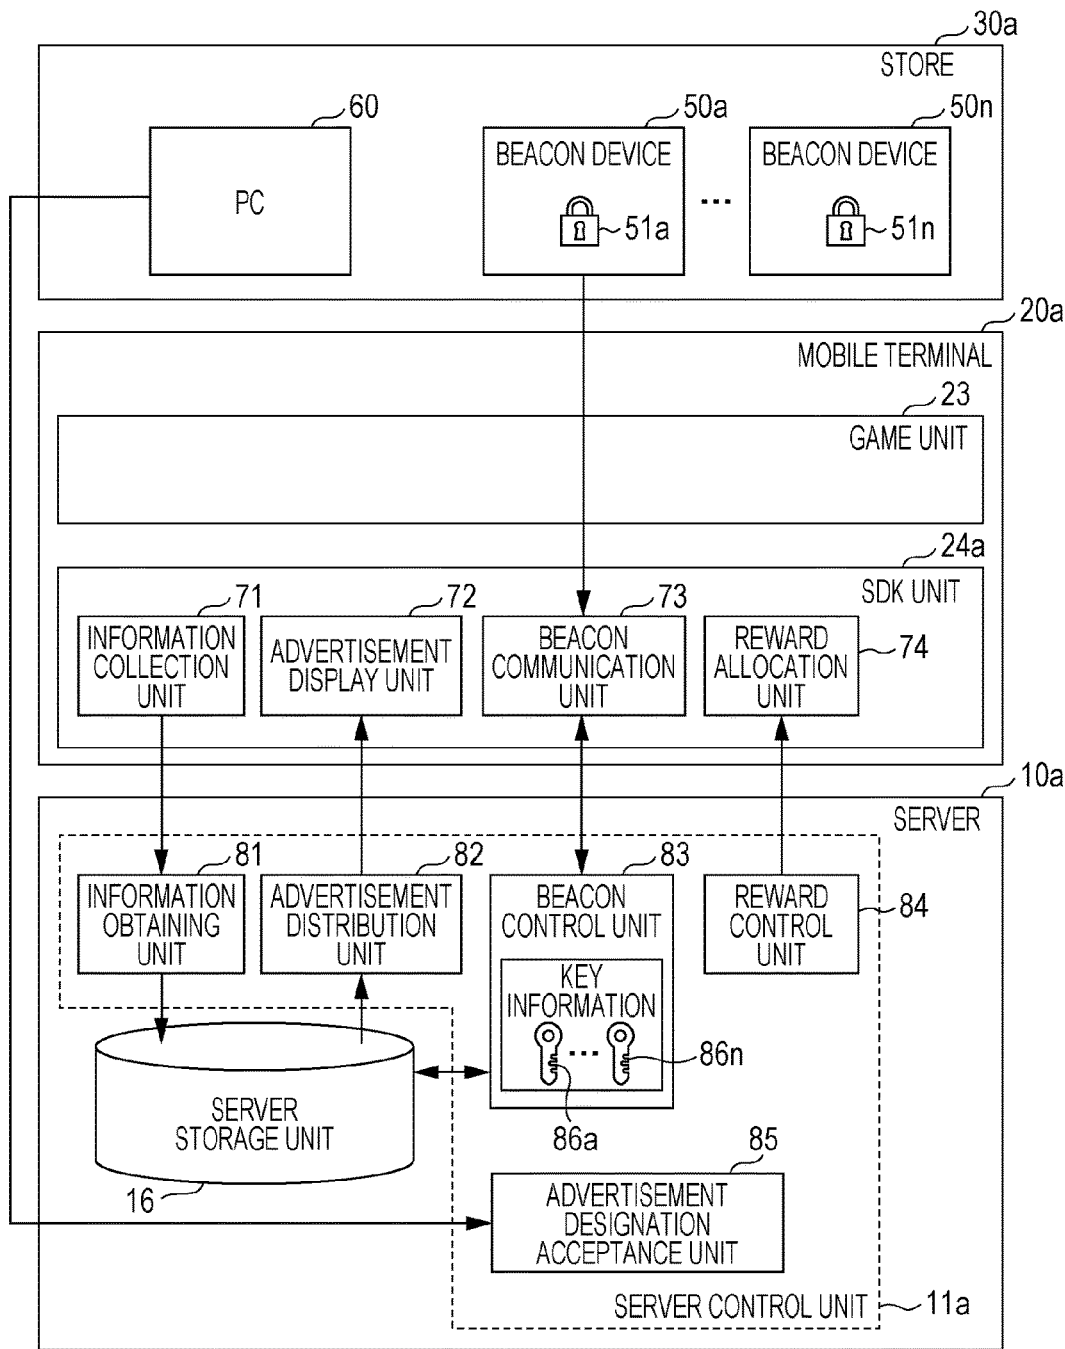 30a
STORE
60
50a
50n
PC
BEACON DEVICE
51a
...
BEACON DEVICE
51n
20a
MOBILE TERMINAL
23
GAME UNIT
24a
SDK UNIT
71
72
73
INFORMATION
COLLECTION
UNIT
ADVERTISEMENT
DISPLAY UNIT
BEACON
COMMUNICATION
UNIT
REWARD
ALLOCATION
UNIT
74
10a
SERVER
81
82
83
INFORMATION
OBTAINING
UNIT
ADVERTISEMENT
DISTRIBUTION
UNIT
BEACON
CONTROL UNIT
REWARD
CONTROL
UNIT
84
KEY
INFORMATION
...
86n
86a
SERVER
STORAGE UNIT
16
85
ADVERTISEMENT
DESIGNATION
ACCEPTANCE UNIT
SERVER CONTROL UNIT
11a